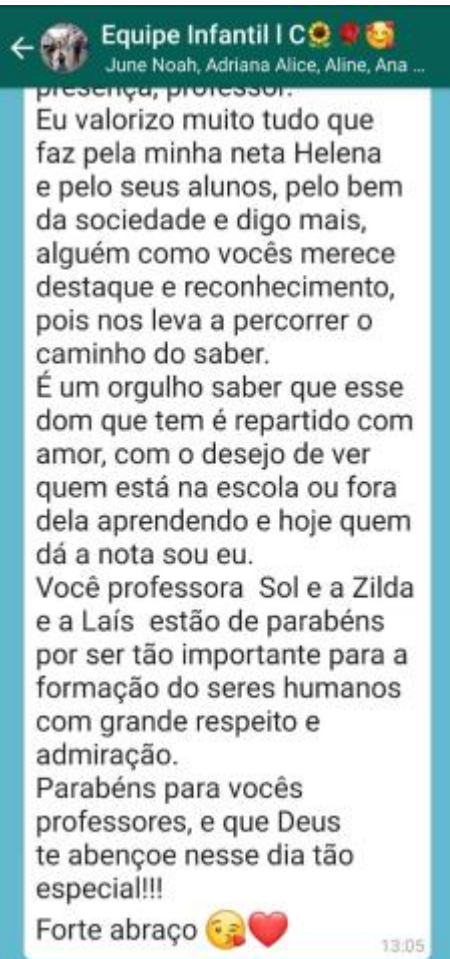 Equipe Infantil I C🌻🌹🥰
June Noah, Adriana Alice, Aline, Ana ...
presença, professor.
Eu valorizo muito tudo que
faz pela minha neta Helena
e pelo seus alunos, pelo bem
da sociedade e digo mais,
alguém como vocês merece
destaque e reconhecimento,
pois nos leva a percorrer o
caminho do saber.
É um orgulho saber que esse
dom que tem é repartido com
amor, com o desejo de ver
quem está na escola ou fora
dela aprendendo e hoje quem
dá a nota sou eu.
Você professora  Sol e a Zilda
e a Laís  estão de parabéns
por ser tão importante para a
formação do seres humanos
com grande respeito e
admiração.
Parabéns para vocês
professores, e que Deus
te abençoe nesse dia tão
especial!!!
Forte abraço 😘❤️
13:05